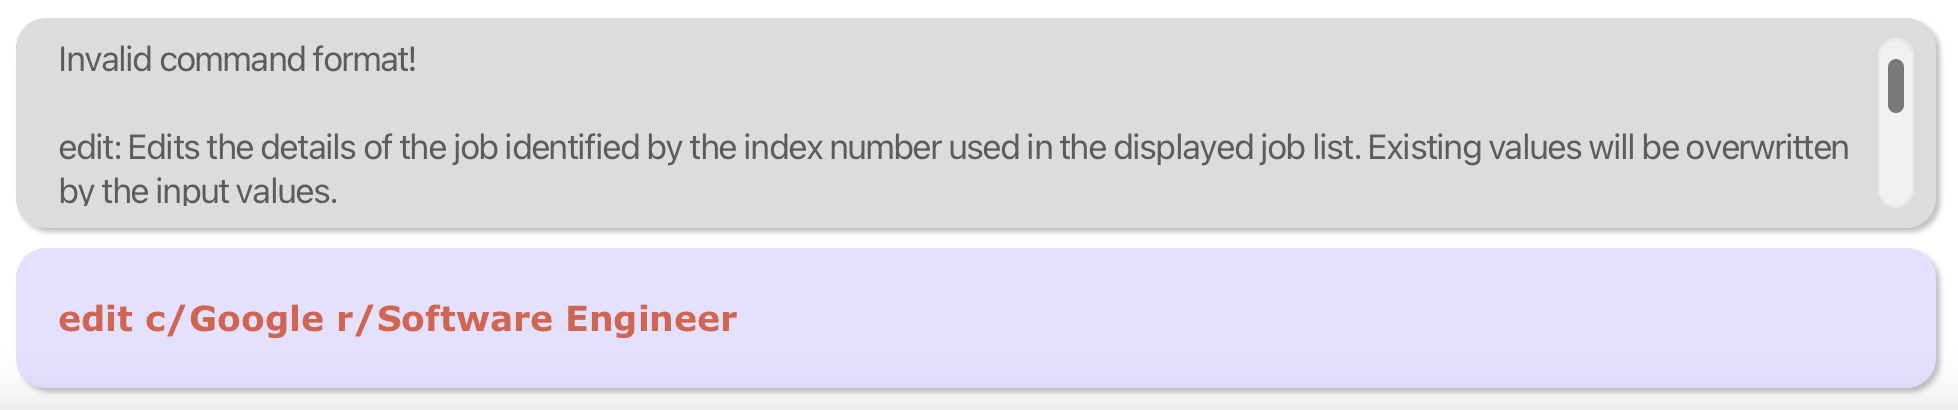 Invalid command format!
edit: Edits the details of the job identified by the index number used in the displayed job list. Existing values will be overwritten
by the input values.
edit c/Google r/Software Engineer